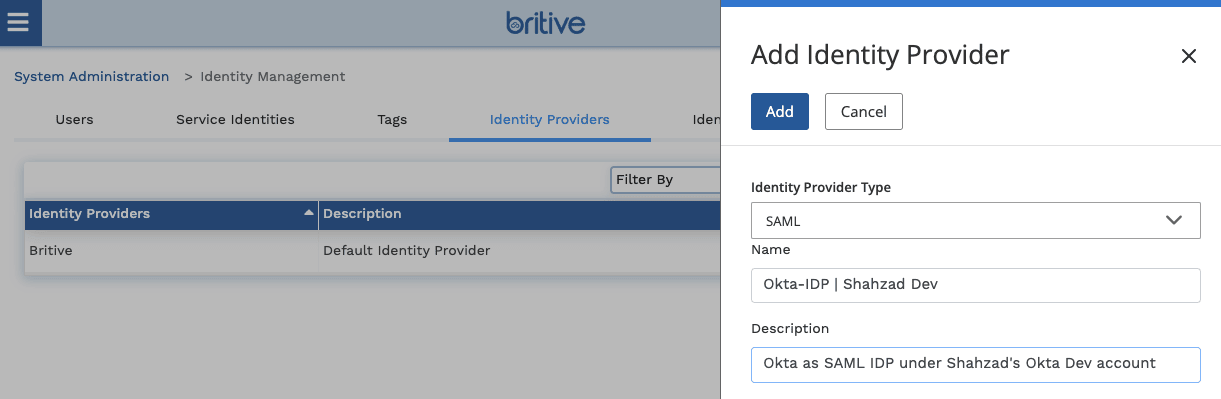 britive
System Administration > Identity Management
Users Service Identities Tags Identity Providers Iden
Filter By
Identity Providers Description
Britive Default Identity Provider
Add Identity Provider
Add Cancel
Identity Provider Type
SAML
Name
Okta-IDP | Shahzad Dev
Description
Okta as SAML IDP under Shahzad's Okta Dev account